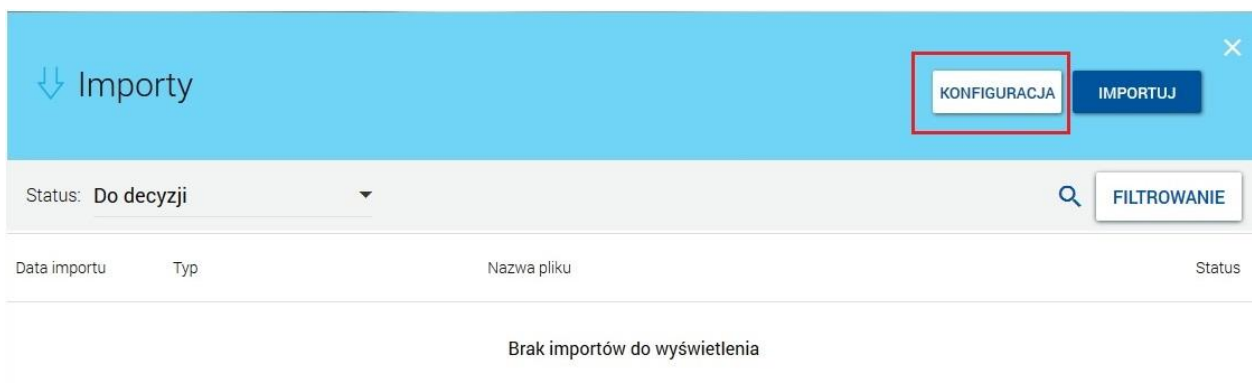 Importy
KONFIGURACJA
IMPORTUJ
Status: Do decyzji
FILTROWANIE
Data importu Typ Nazwa pliku Status
Brak importów do wyświetlenia